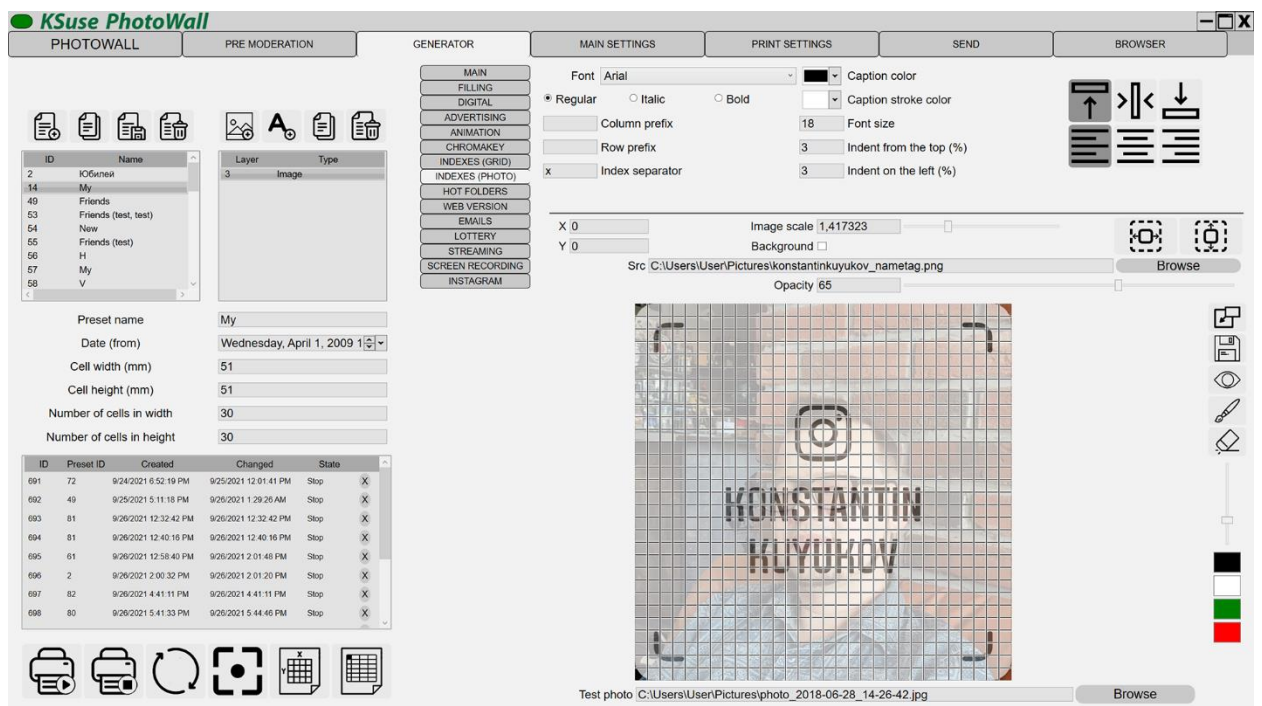 KSuse PhotoWall
PHOTOWALL PRE MODERATION GENERATOR MAIN SETTINGS PRINT SETTINGS SEND BROWSER
ID Name
2 Юбилей
14 My
49 Friends
53 Friends (test, test)
54 New
55 Friends (test)
56 H
57 My
58 V
Layer Type
3 Image
Preset name My
Date (from) Wednesday, April 1, 2009 1
Cell width (mm) 51
Cell height (mm) 51
Number of cells in width 30
Number of cells in height 30
ID Preset ID Created Changed State
691 72 9/24/2021 6:52:19 PM 9/25/2021 12:01:41 PM Stop X
692 49 9/25/2021 5:11:18 PM 9/26/2021 1:29:26 AM Stop X
693 81 9/26/2021 12:32:42 PM 9/26/2021 12:32:42 PM Stop X
694 81 9/26/2021 12:40:16 PM 9/26/2021 12:40:16 PM Stop X
695 61 9/26/2021 12:58:40 PM 9/26/2021 2:01:48 PM Stop X
696 2 9/26/2021 2:00:32 PM 9/26/2021 2:01:20 PM Stop X
697 82 9/26/2021 4:41:11 PM 9/26/2021 4:41:11 PM Stop X
698 80 9/26/2021 5:41:33 PM 9/26/2021 5:44:46 PM Stop X
X
Y
MAIN
FILLING
DIGITAL
ADVERTISING
ANIMATION
CHROMAKEY
INDEXES (GRID)
INDEXES (PHOTO)
HOT FOLDERS
WEB VERSION
EMAILS
LOTTERY
STREAMING
SCREEN RECORDING
INSTAGRAM
Font Arial Caption color
Regular Italic Bold Caption stroke color
Column prefix 18 Font size
Row prefix 3 Indent from the top (%)
x Index separator 3 Indent on the left (%)
X 0 Image scale 1,417323
Y 0 Background
Src C:\Users\User\Pictures\konstantinkuyukov_nametag.png Browse
Opacity 65
KONSTANTIN
KUYUKOV
Test photo C:\Users\User\Pictures\photo_2018-06-28_14-26-42.jpg Browse